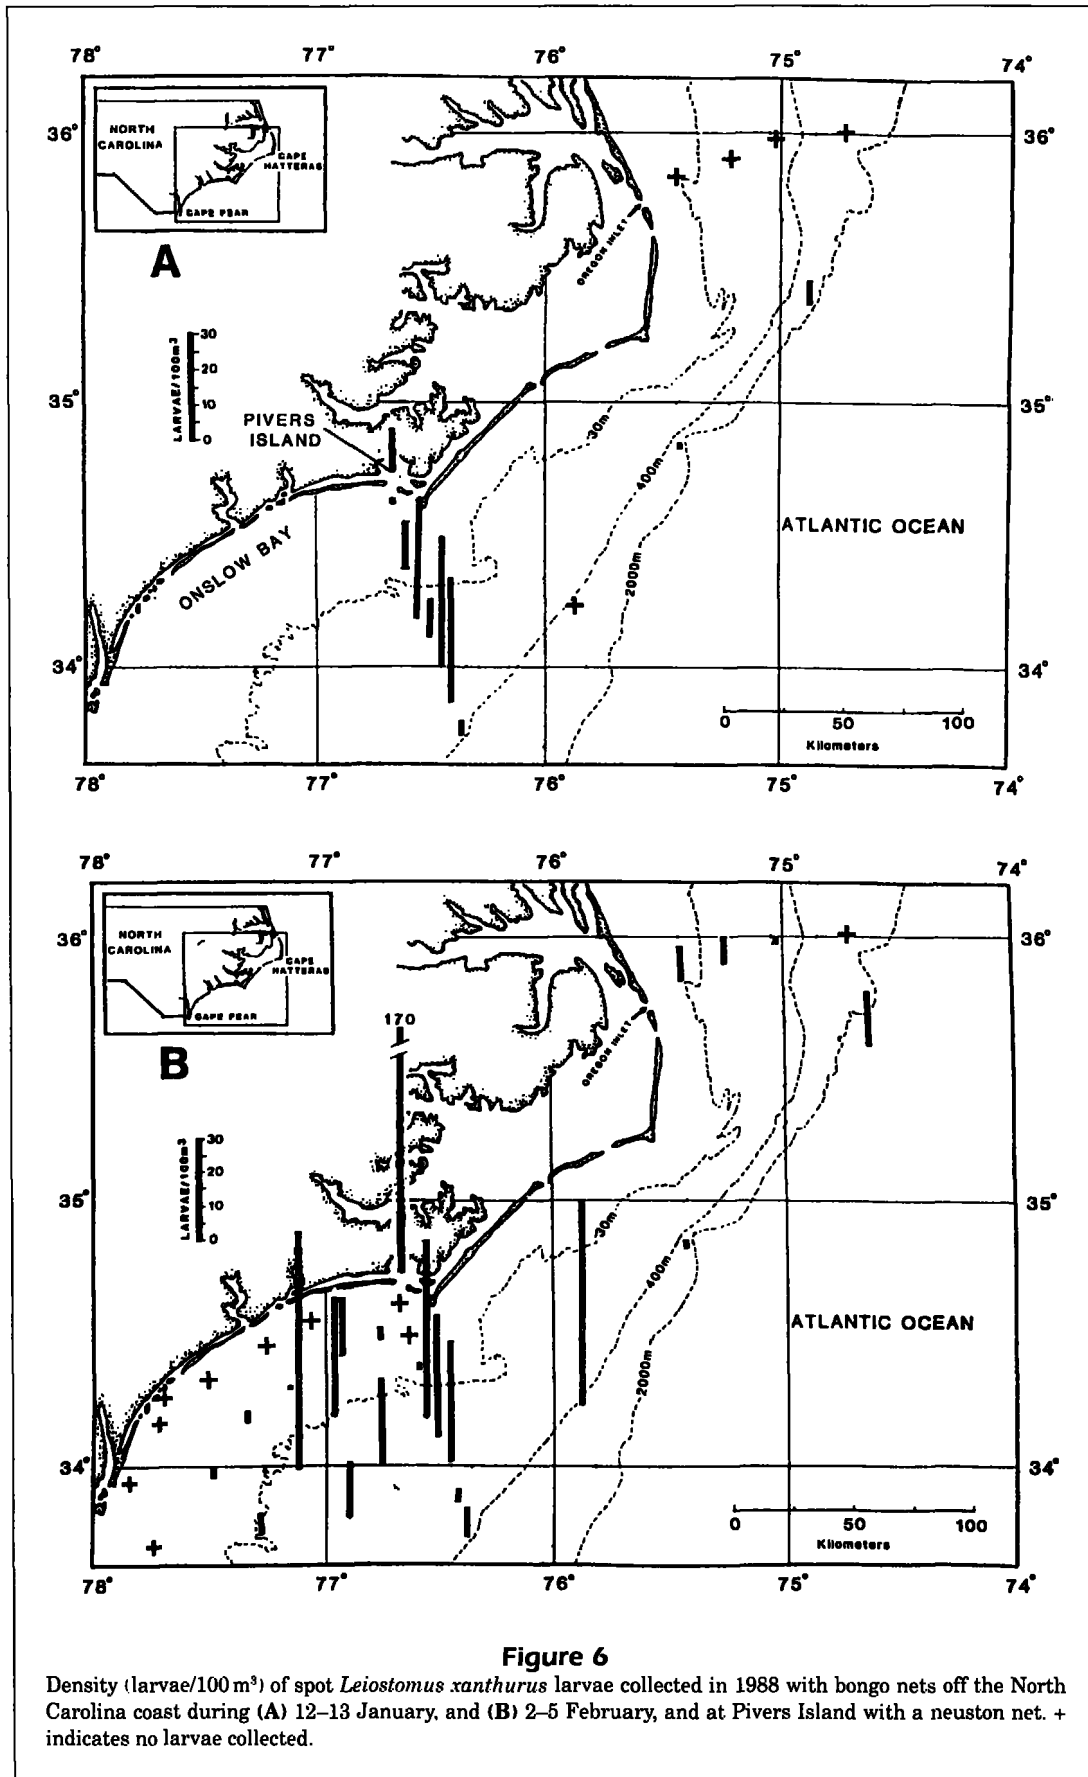 78° 77° 76° 75° 74°
36° 36°
NORTH
CAROLINA
CAPE
HATTERAS
CAPE FEAR
A
OREGON INLET
LARVAE/100m³
30
20
10
0
35° 35°
PIVERS
ISLAND
30m
400m
2000m
ATLANTIC OCEAN
ONSLOW BAY
34° 34°
0 50 100
Kilometers
78° 77° 76° 75° 74°
78° 77° 76° 75° 74°
36° 36°
NORTH
CAROLINA
CAPE
HATTERAS
CAPE FEAR
170
B
OREGON INLET
LARVAE/100m³
30
20
10
0
35° 35°
30m
400m
2000m
ATLANTIC OCEAN
34° 34°
0 50 100
Kilometers
78° 77° 76° 75° 74°
Figure 6
Density (larvae/100 m³) of spot Leiostomus xanthurus larvae collected in 1988 with bongo nets off the North
Carolina coast during (A) 12–13 January, and (B) 2–5 February, and at Pivers Island with a neuston net. +
indicates no larvae collected.